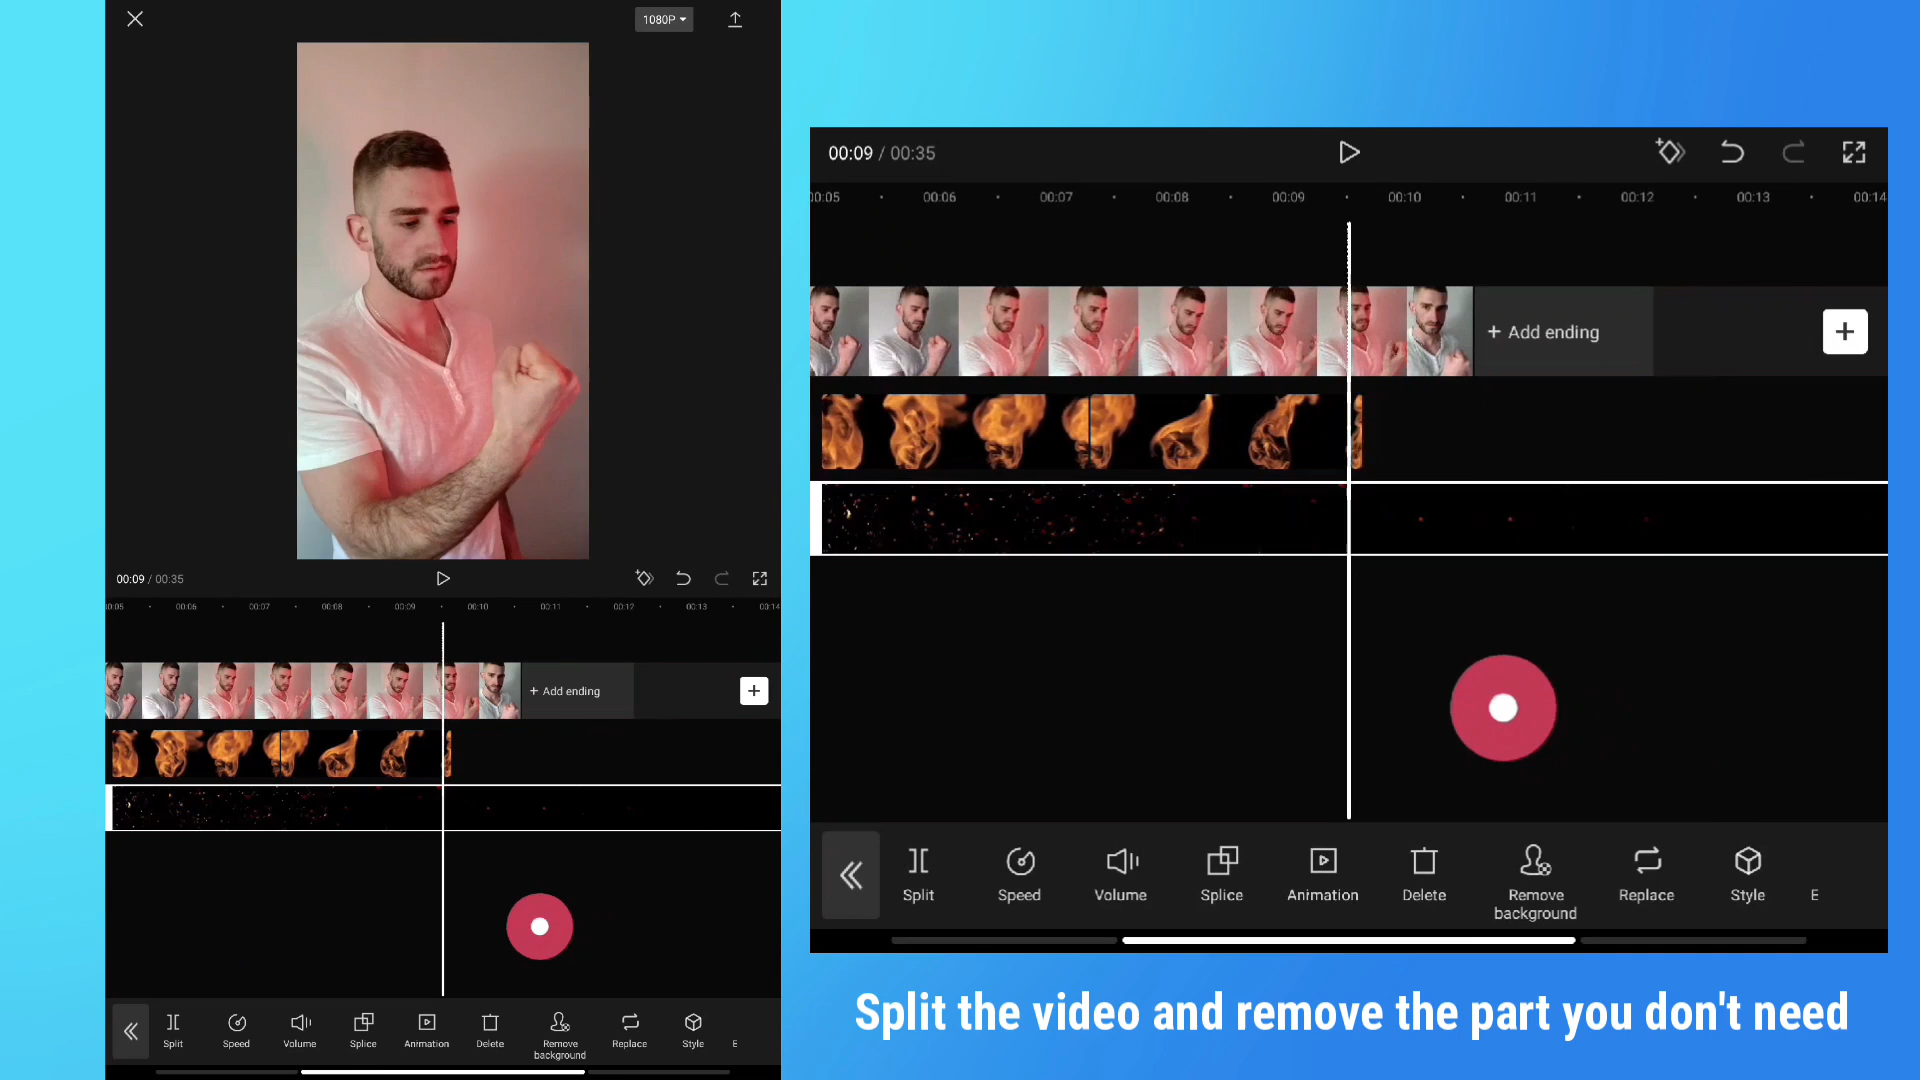 1080P
00:09 / 00:35
0:05 00:06 00:07 00:08 00:09 00:10 00:11 00:12 00:13 00:14
+ Add ending
Split Speed Volume Splice Animation Delete Remove background Replace Style E
00:09 / 00:35
0:05 00:06 00:07 00:08 00:09 00:10 00:11 00:12 00:13 00:14
+ Add ending
Split Speed Volume Splice Animation Delete Remove background Replace Style E
Split the video and remove the part you don't need